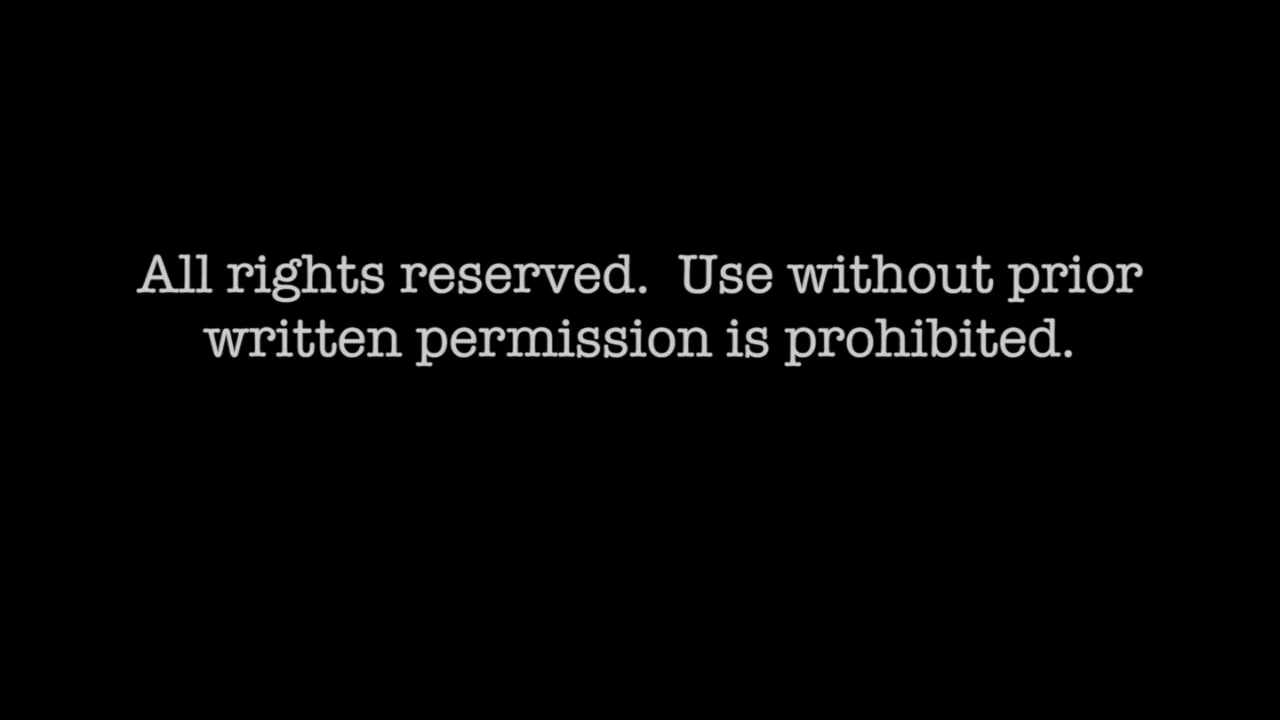 All rights reserved.  Use without prior
written permission is prohibited.